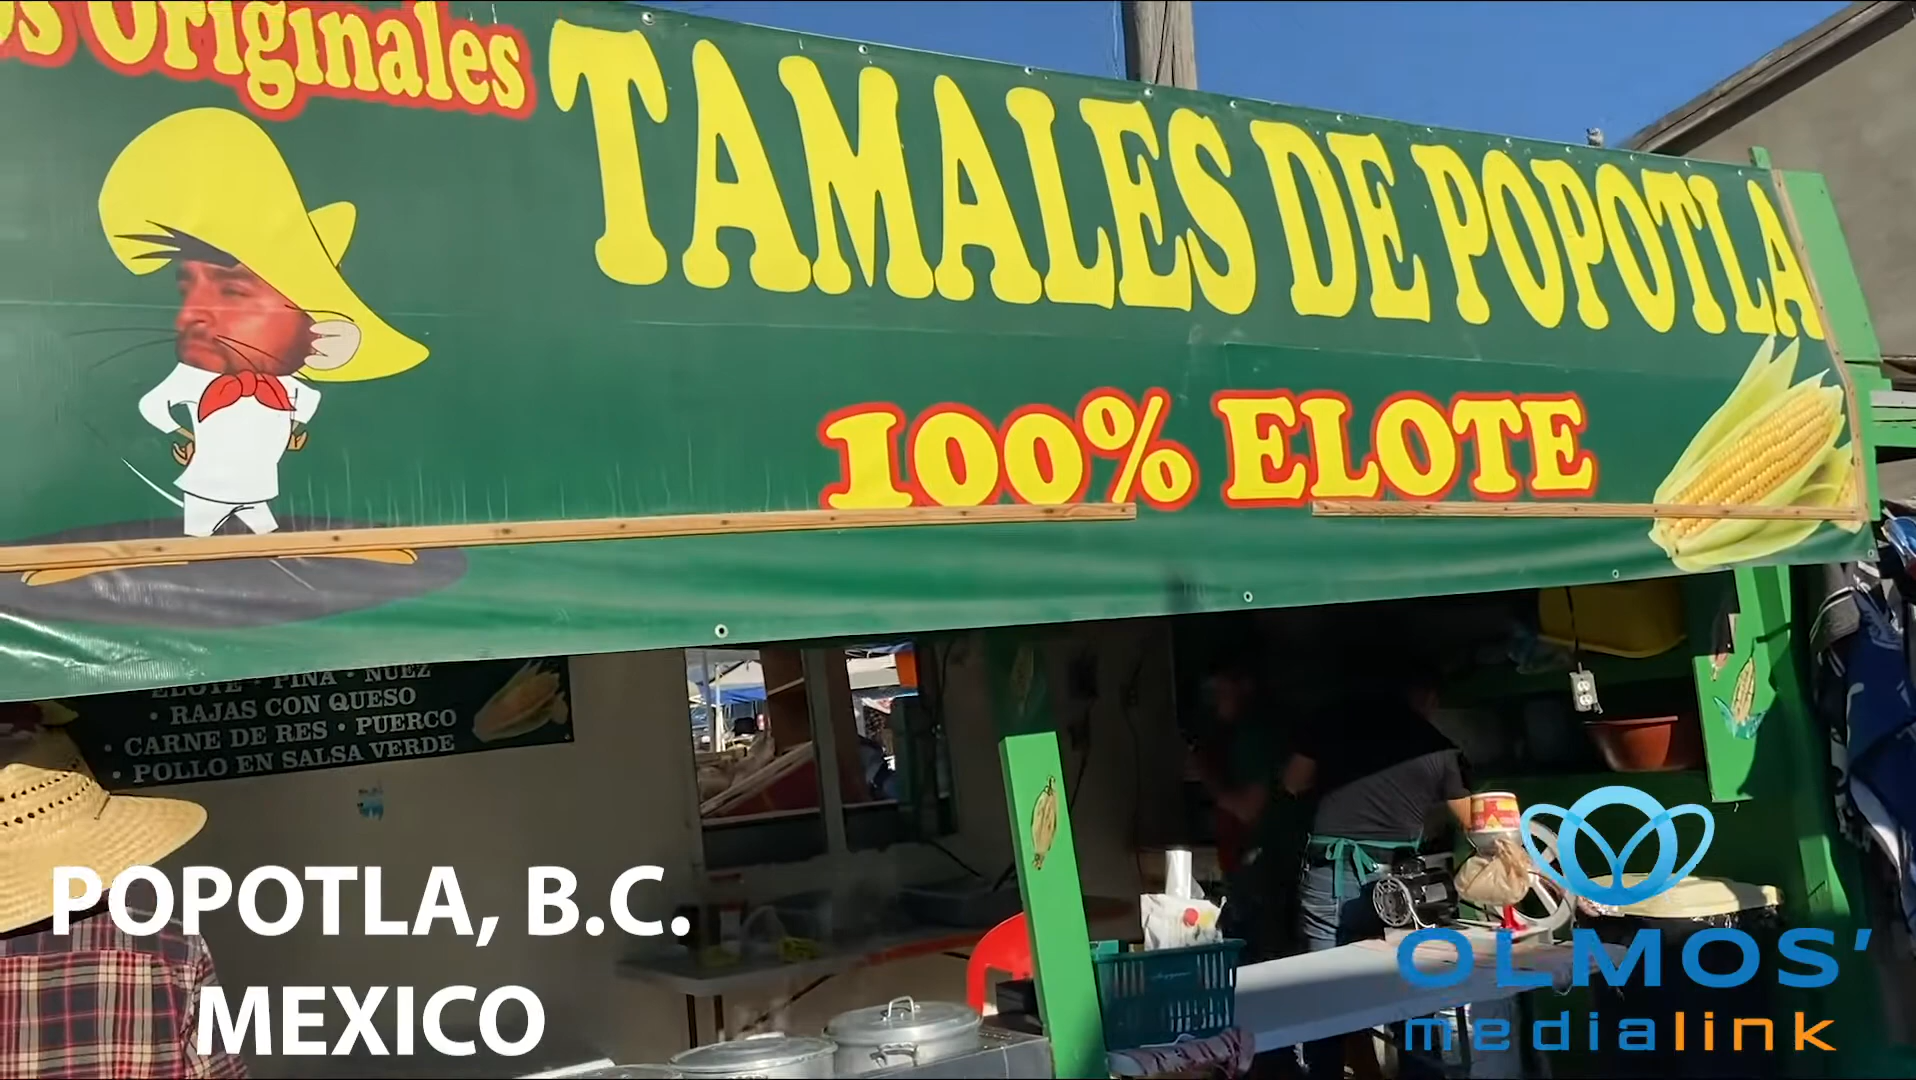 os Originales
TAMALES DE POPOTLA
100% ELOTE
ELOTE • PIÑA • NUEZ
• RAJAS CON QUESO
• CARNE DE RES • PUERCO
• POLLO EN SALSA VERDE
POPOTLA, B.C.
MEXICO
OLMOS'
medialink